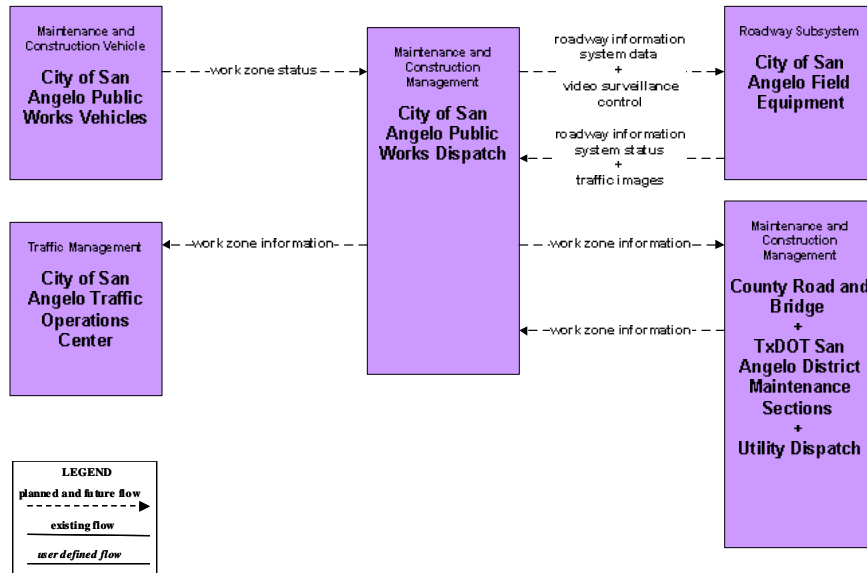 Maintenance and
Construction Vehicle
City of San
Angelo Public
Works Vehicles
work zone status
Maintenance and
Construction
Management
City of San
Angelo Public
Works Dispatch
roadway information
system data
+
video surveillance
control
roadway information
system status
+
traffic images
Roadway Subsystem
City of San
Angelo Field
Equipment
Traffic Management
City of San
Angelo Traffic
Operations
Center
work zone information
work zone information
work zone information
Maintenance and
Construction
Management
County Road and
Bridge
+
TxDOT San
Angelo District
Maintenance
Sections
+
Utility Dispatch
LEGEND
planned and future flow
existing flow
user defined flow